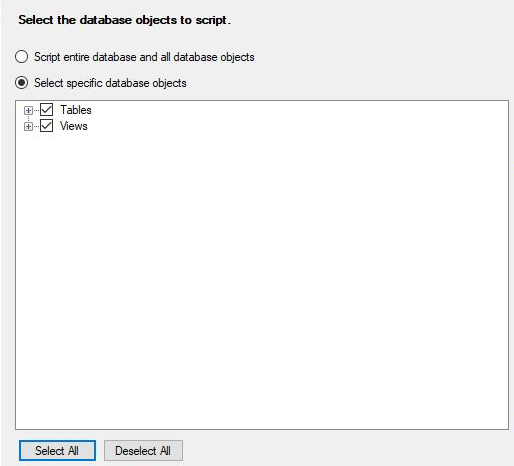 Select the database objects to script.
Script entire database and all database objects
Select specific database objects
Tables
Views
Select All
Deselect All